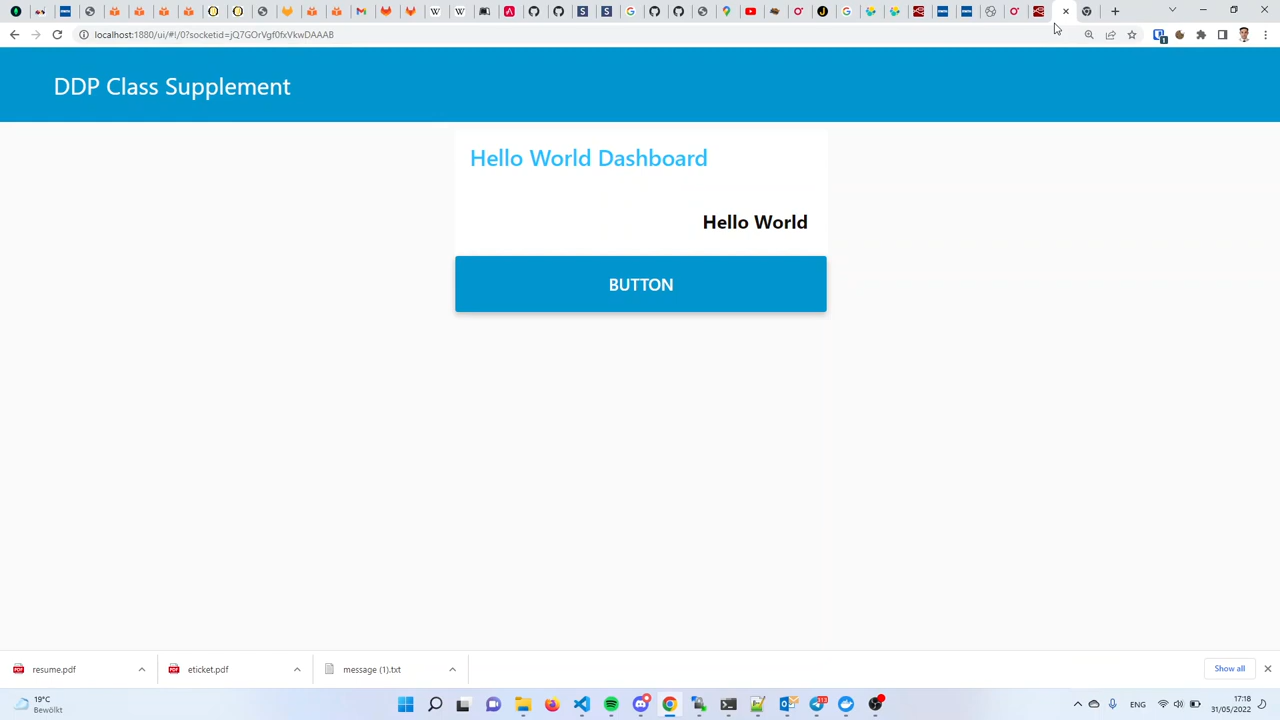 localhost:1880/ui/#!/0?socketid=jQ7GOrVgf0fxVkwDAAAB
DDP Class Supplement
Hello World Dashboard
Hello World
BUTTON
resume.pdf
eticket.pdf
message (1).txt
Show all
19°C
Bewölkt
ENG
17:18
31/05/2022